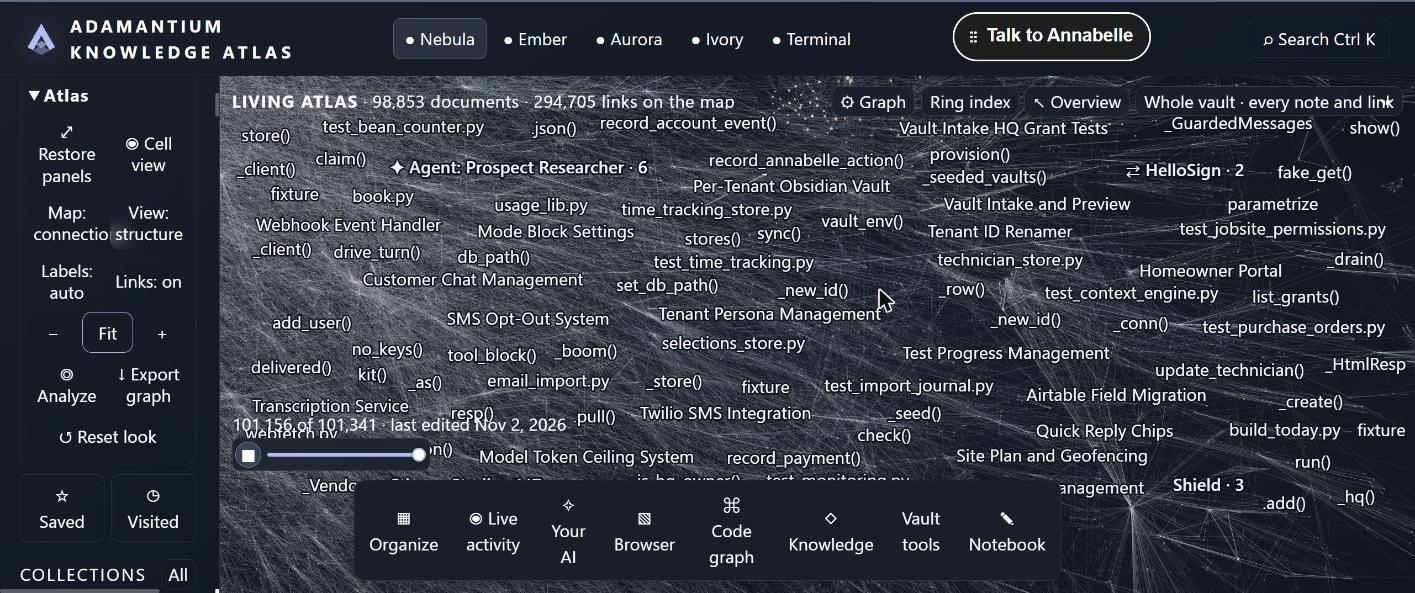 ADAMANTIUM
KNOWLEDGE ATLAS
Nebula
Ember
Aurora
Ivory
Terminal
Talk to Annabelle
Search Ctrl K
Atlas
Restore panels
Cell view
Map: connectio
View: structure
Labels: auto
Links: on
−
Fit
+
Analyze
Export graph
Reset look
Saved
Visited
COLLECTIONS
All
LIVING ATLAS · 98,853 documents · 294,705 links on the map
Graph
Ring index
Overview
Whole vault · every note and link
store()
test_bean_counter.py
json()
record_account_event()
Vault Intake HQ Grant Tests
_GuardedMessages
show()
_client()
claim()
Agent: Prospect Researcher · 6
record_annabelle_action()
provision()
_seeded_vaults()
HelloSign · 2
fake_get()
fixture
book.py
usage_lib.py
Per-Tenant Obsidian Vault
time_tracking_store.py
vault_env()
Vault Intake and Preview
parametrize
Webhook Event Handler
Mode Block Settings
stores()
sync()
Tenant ID Renamer
test_jobsite_permissions.py
_client()
drive_turn()
db_path()
test_time_tracking.py
technician_store.py
Homeowner Portal
_drain()
Customer Chat Management
set_db_path()
_new_id()
_row()
test_context_engine.py
list_grants()
add_user()
SMS Opt-Out System
Tenant Persona Management
_new_id()
_conn()
test_purchase_orders.py
no_keys()
tool_block()
_boom()
selections_store.py
Test Progress Management
delivered()
kit()
_as()
email_import.py
_store()
fixture
test_import_journal.py
update_technician()
_HtmlResp
Airtable Field Migration
Transcription Service
resp()
.pull()
Twilio SMS Integration
_seed()
_create()
101,156 of 101,341 · last edited Nov 2, 2026
webfetch.py
check()
Quick Reply Chips
build_today.py
fixture
on()
Model Token Ceiling System
record_payment()
Site Plan and Geofencing
run()
_Vendo
test_monitoring.py
anagement
Shield · 3
.add()
_hq()
Organize
Live activity
Your AI
Browser
Code graph
Knowledge
Vault tools
Notebook